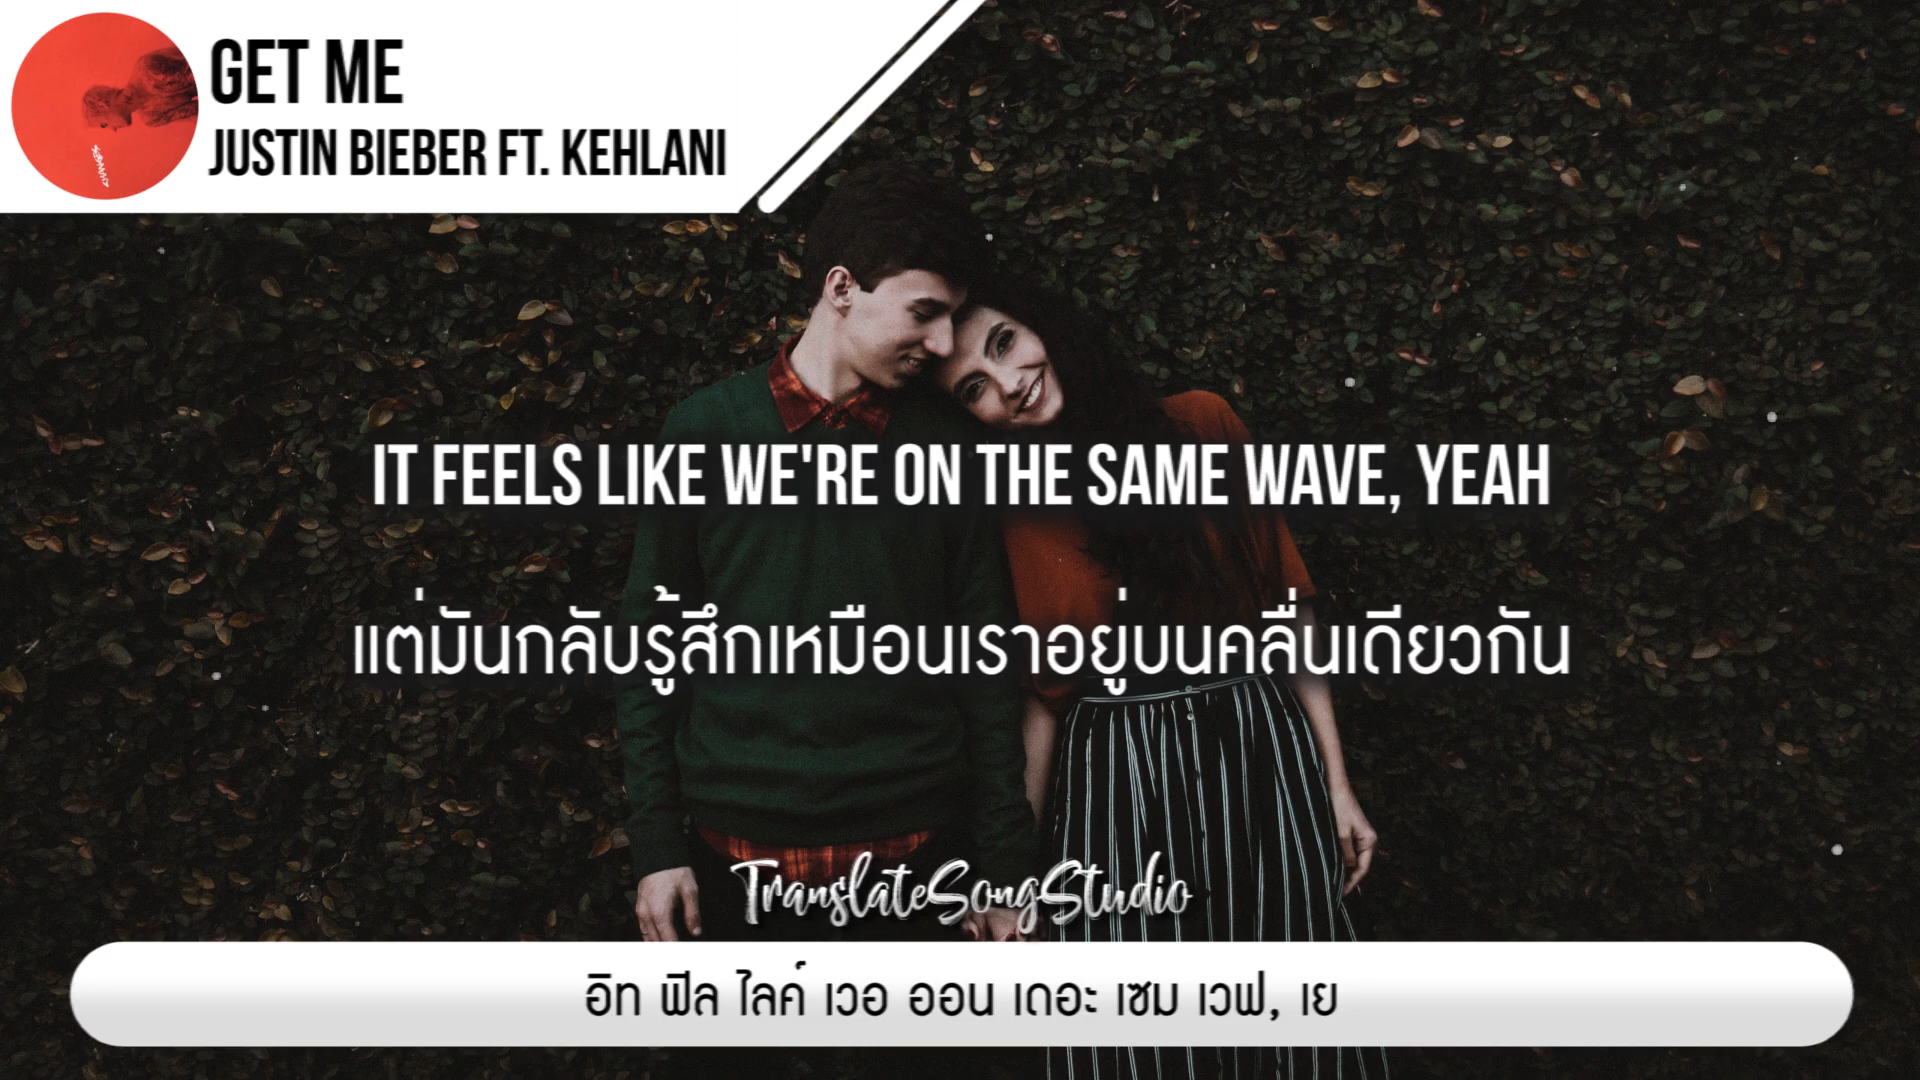 GET ME
JUSTIN BIEBER FT. KEHLANI
IT FEELS LIKE WE'RE ON THE SAME WAVE, YEAH
แต่มันกลับรู้สึกเหมือนเราอยู่บนคลื่นเดียวกัน
TranslateSongStudio
อิท ฟีล ไลค์ เวอ ออน เดอะ เซม เวฟ, เย